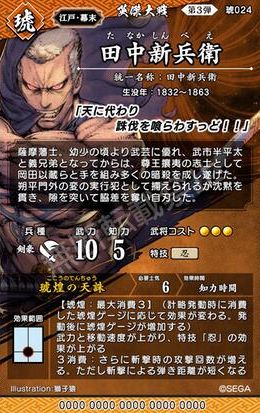 琥
江戸・幕末
英傑大戦
第3弾
琥024
たなかしんべえ
田中新兵衛
統一名称：田中新兵衛
生没年：1832～1863
「天に代わり
誅伐を喰らわすっど！！」
薩摩藩士。幼少の頃より武芸に優れ、武市半平太
と義兄弟となってからは、尊王攘夷の志士として
岡田以蔵らと手を組み多くの暗殺を成し遂げた。
朔平門外の変の実行犯として捕えられるが沈黙を
貫き、隙を突いて脇差を奪い自刃した。
兵種
剣豪
武力
10
知力
5
武将コスト
特技
忍
ここうのてんちゅう
琥煌の天誅
必要士気
6
効果時間
知力時間
効果範囲
【琥煌：最大消費３】（計略発動時に消費
した琥煌ゲージに応じて効果が変わる。発
動後に琥煌ゲージが増加する）
武力と移動速度が上がり、特技「忍」の効
果が上がる
３消費：さらに斬撃時の攻撃回数が増え
る。ただし斬撃による弾数消費が多くなる
Illustration:獅子猿
©SEGA
0000 0000 0000 0000 0000